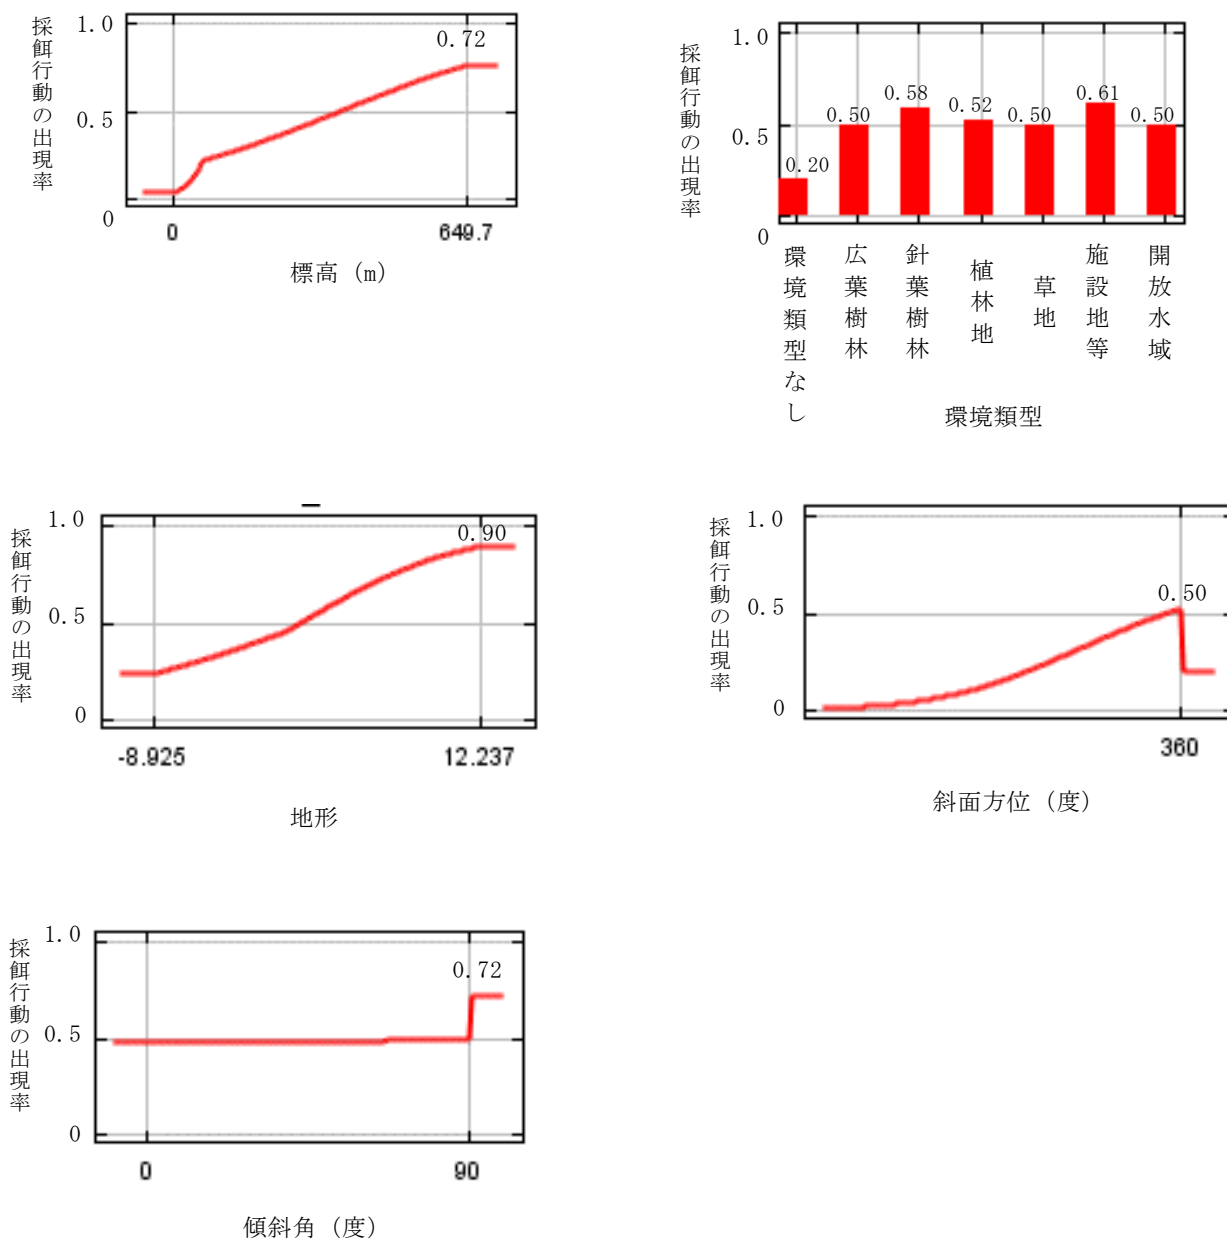 採餌行動の出現率
1.0
0.72
0.5
0
0
649.7
標高 (m)
採餌行動の出現率
1.0
0.5
0
0.20
0.50
0.58
0.52
0.50
0.61
0.50
環境類型なし
広葉樹林
針葉樹林
植林地
草地
施設地等
開放水域
環境類型
採餌行動の出現率
1.0
0.90
0.5
0
-8.925
12.237
地形
採餌行動の出現率
1.0
0.5
0.50
0
360
斜面方位 (度)
採餌行動の出現率
1.0
0.72
0.5
0
0
90
傾斜角 (度)